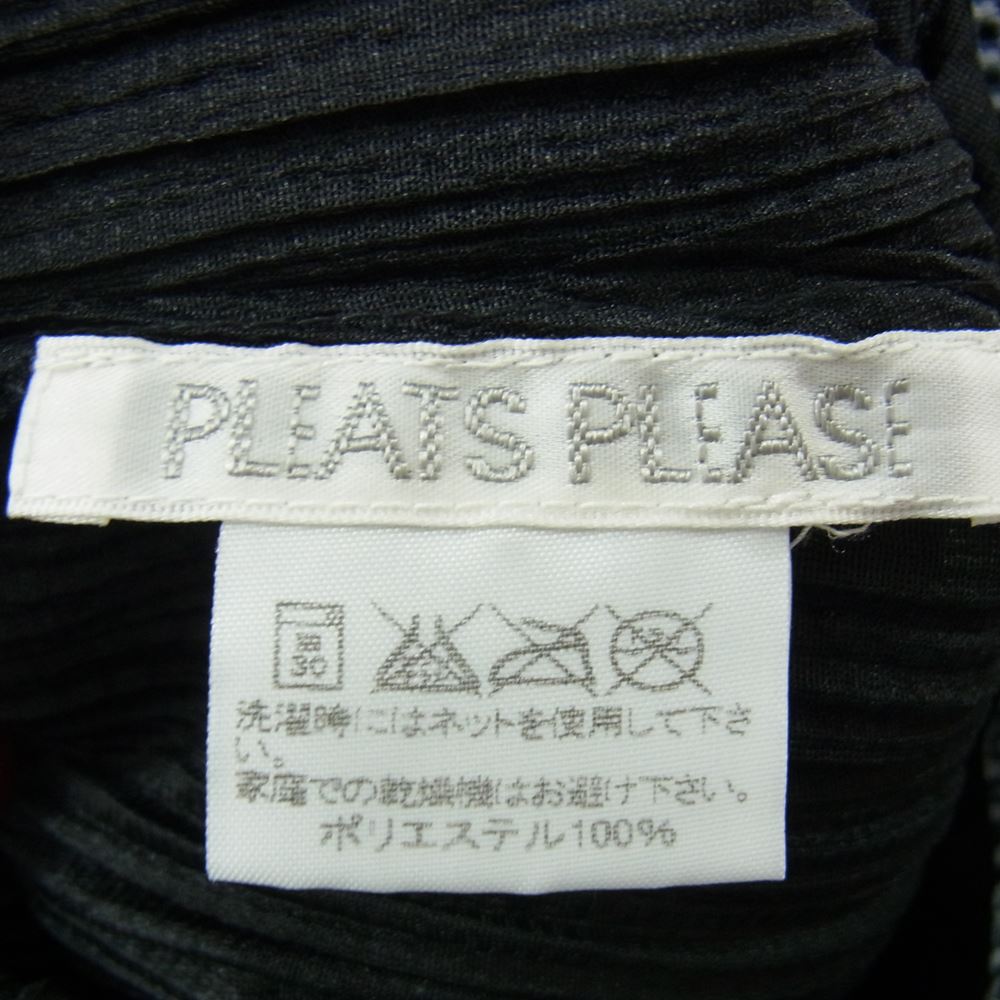 PLEATS PLEASE
弱
30
洗濯時にはネットを使用して下さ
い。
家庭での乾燥機はお避け下さい。
ポリエステル100%